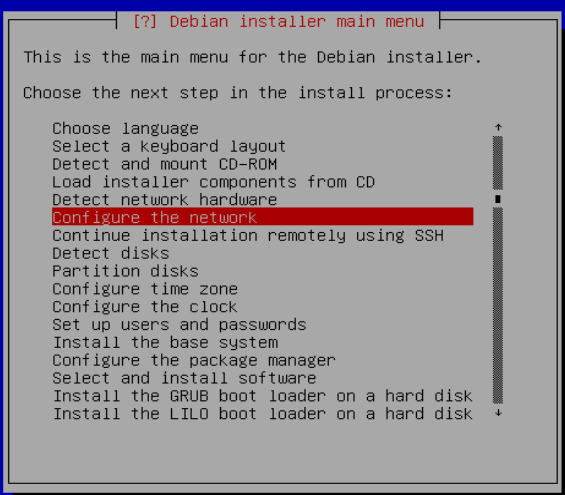 [?] Debian installer main menu
This is the main menu for the Debian installer.
Choose the next step in the install process:
Choose language
Select a keyboard layout
Detect and mount CD-ROM
Load installer components from CD
Detect network hardware
Configure the network
Continue installation remotely using SSH
Detect disks
Partition disks
Configure time zone
Configure the clock
Set up users and passwords
Install the base system
Configure the package manager
Select and install software
Install the GRUB boot loader on a hard disk
Install the LILO boot loader on a hard disk